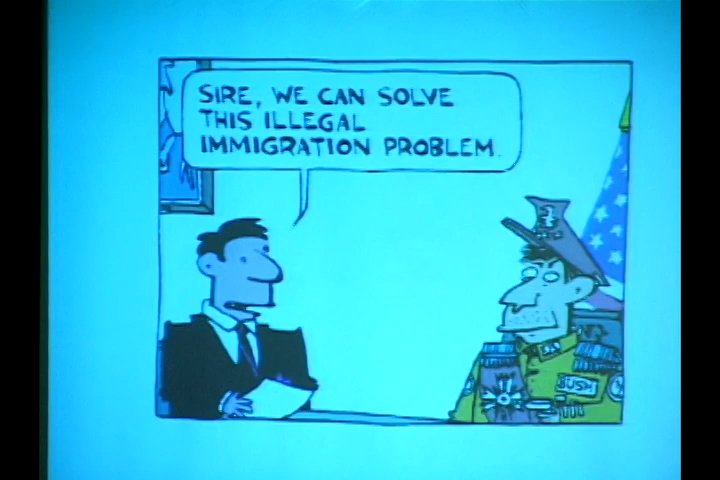 SIRE, WE CAN SOLVE
THIS ILLEGAL
IMMIGRATION PROBLEM.
BUSH